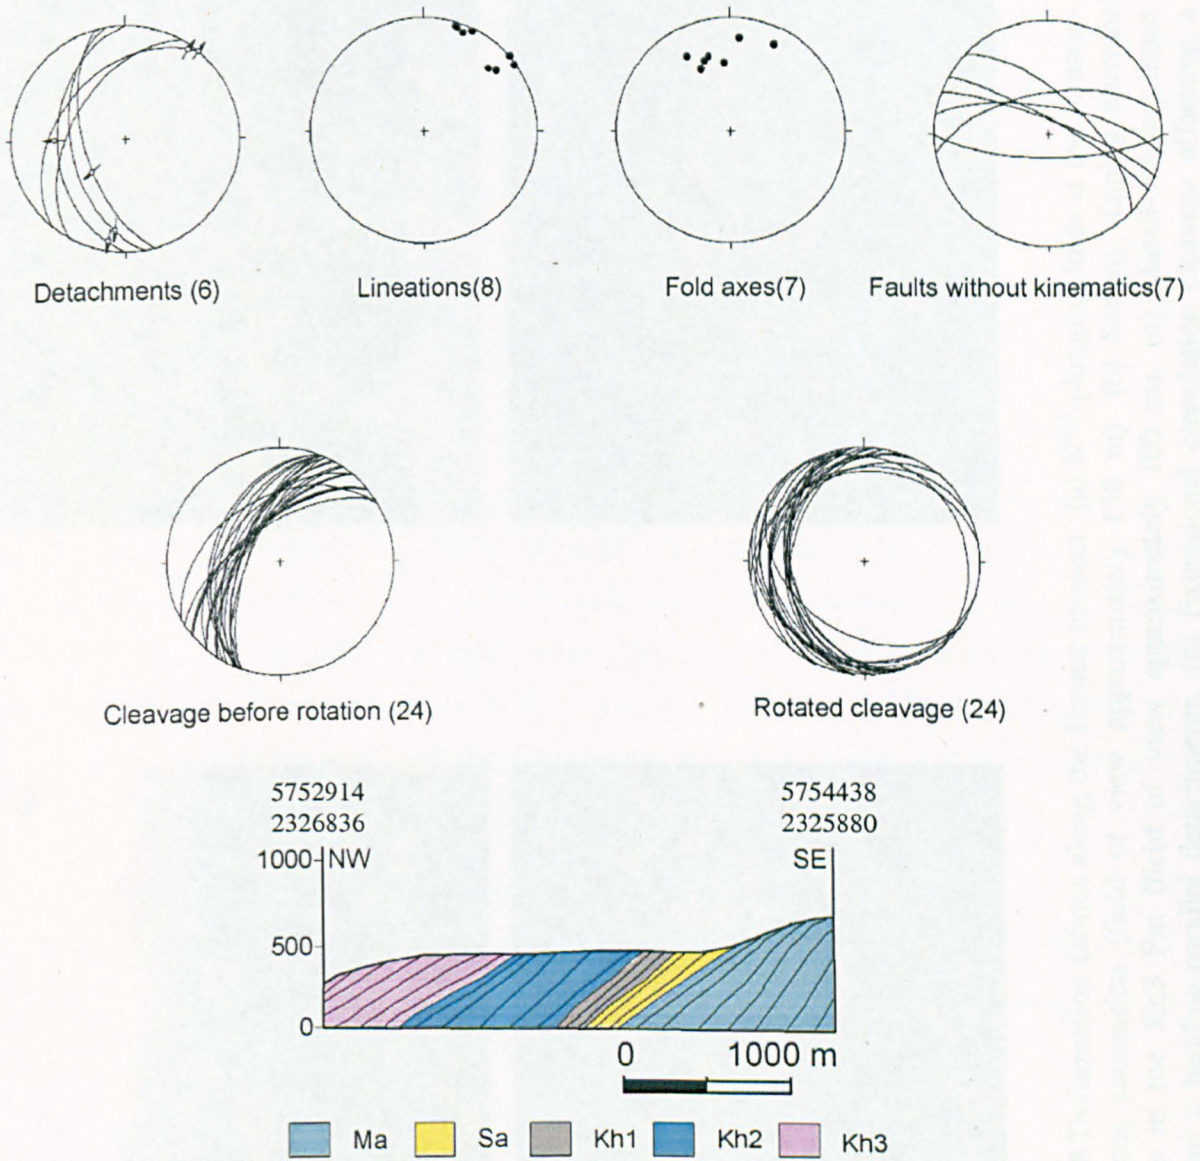 Detachments (6)
Lineations(8)
Fold axes(7)
Faults without kinematics(7)
Cleavage before rotation (24)
Rotated cleavage (24)
5752914
2326836
5754438
2325880
1000 NW
SE
500
0
0 1000 m
Ma Sa Kh1 Kh2 Kh3